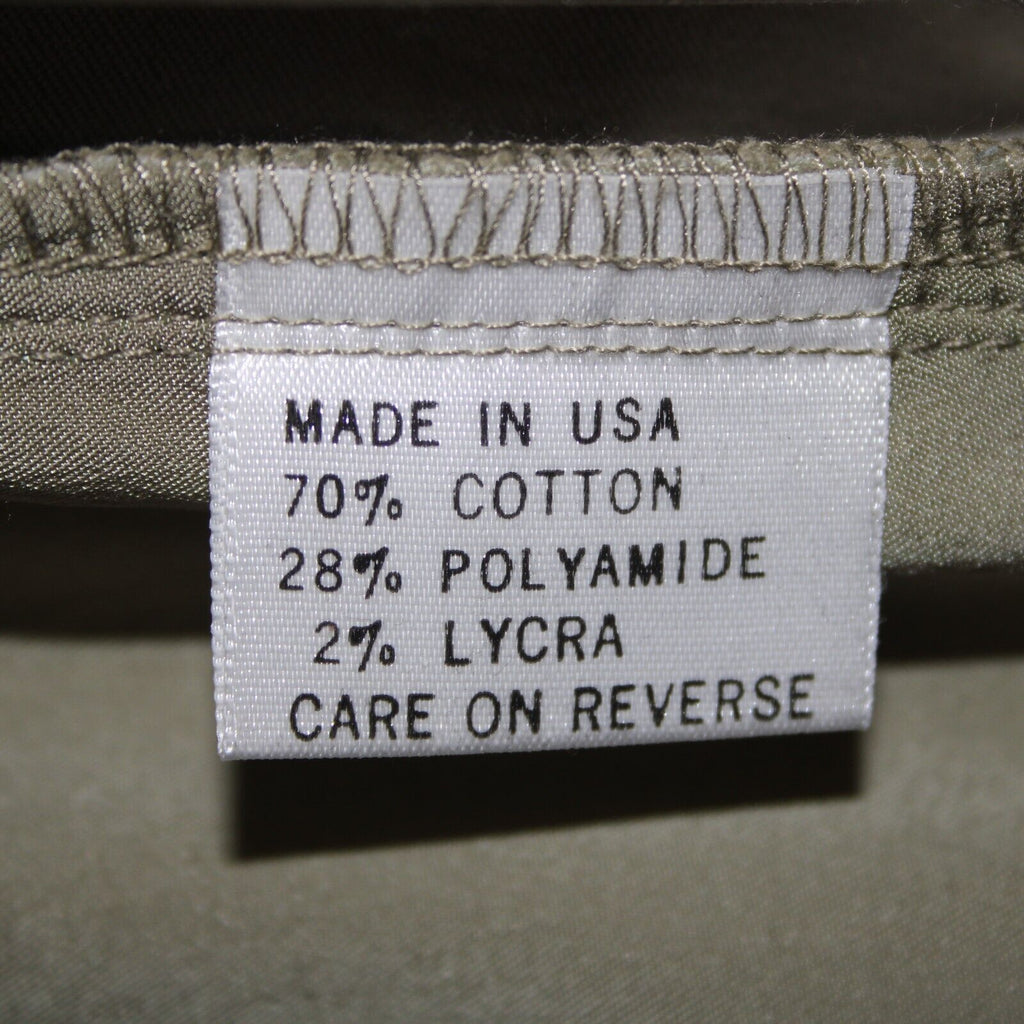 MADE IN USA
70% COTTON
28% POLYAMIDE
2% LYCRA
CARE ON REVERSE